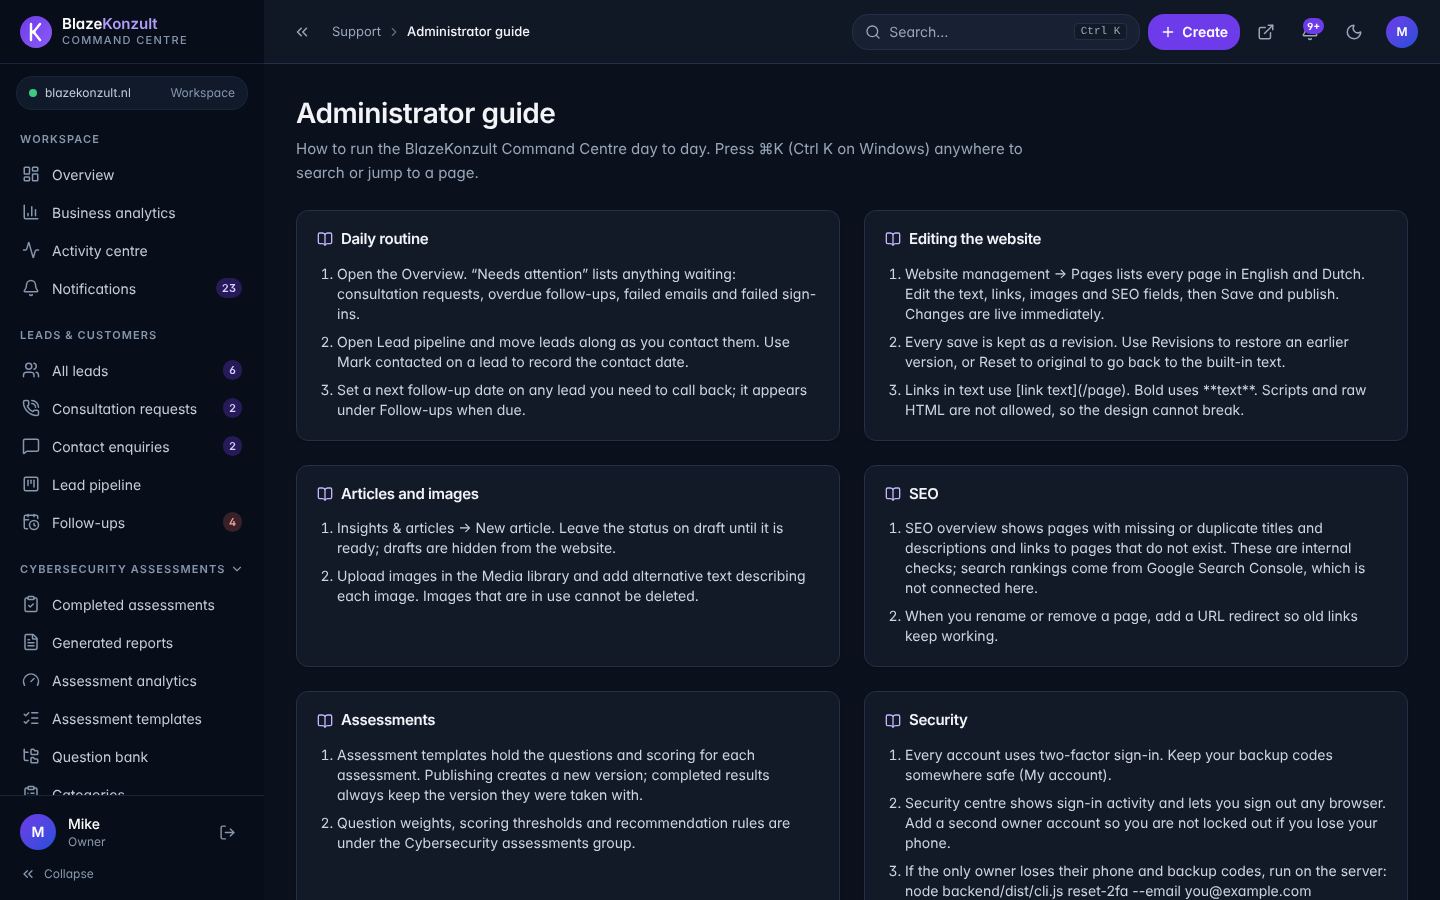 BlazeKonzult
COMMAND CENTRE
blazekonzult.nl Workspace
WORKSPACE
Overview
Business analytics
Activity centre
Notifications 23
LEADS & CUSTOMERS
All leads 6
Consultation requests 2
Contact enquiries 2
Lead pipeline
Follow-ups 4
CYBERSECURITY ASSESSMENTS
Completed assessments
Generated reports
Assessment analytics
Assessment templates
Question bank
Categories
M
Mike
Owner
Collapse
Support Administrator guide
Search... Ctrl K
Create
9+
M
Administrator guide
How to run the BlazeKonzult Command Centre day to day. Press ⌘K (Ctrl K on Windows) anywhere to
search or jump to a page.
Daily routine
1. Open the Overview. “Needs attention” lists anything waiting:
consultation requests, overdue follow-ups, failed emails and failed sign-
ins.
2. Open Lead pipeline and move leads along as you contact them. Use
Mark contacted on a lead to record the contact date.
3. Set a next follow-up date on any lead you need to call back; it appears
under Follow-ups when due.
Editing the website
1. Website management → Pages lists every page in English and Dutch.
Edit the text, links, images and SEO fields, then Save and publish.
Changes are live immediately.
2. Every save is kept as a revision. Use Revisions to restore an earlier
version, or Reset to original to go back to the built-in text.
3. Links in text use [link text](/page). Bold uses **text**. Scripts and raw
HTML are not allowed, so the design cannot break.
Articles and images
1. Insights & articles → New article. Leave the status on draft until it is
ready; drafts are hidden from the website.
2. Upload images in the Media library and add alternative text describing
each image. Images that are in use cannot be deleted.
SEO
1. SEO overview shows pages with missing or duplicate titles and
descriptions and links to pages that do not exist. These are internal
checks; search rankings come from Google Search Console, which is
not connected here.
2. When you rename or remove a page, add a URL redirect so old links
keep working.
Assessments
1. Assessment templates hold the questions and scoring for each
assessment. Publishing creates a new version; completed results
always keep the version they were taken with.
2. Question weights, scoring thresholds and recommendation rules are
under the Cybersecurity assessments group.
Security
1. Every account uses two-factor sign-in. Keep your backup codes
somewhere safe (My account).
2. Security centre shows sign-in activity and lets you sign out any browser.
Add a second owner account so you are not locked out if you lose your
phone.
3. If the only owner loses their phone and backup codes, run on the server:
node backend/dist/cli.js reset-2fa --email you@example.com